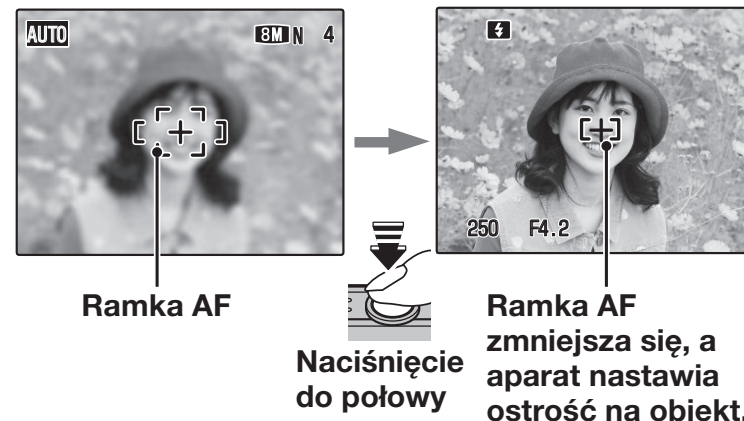 AUTO 8M N 4
250 F4.2
Ramka AF
Naciśnięcie
do połowy
Ramka AF
zmniejsza się, a
aparat nastawia
ostrość na obiekt.